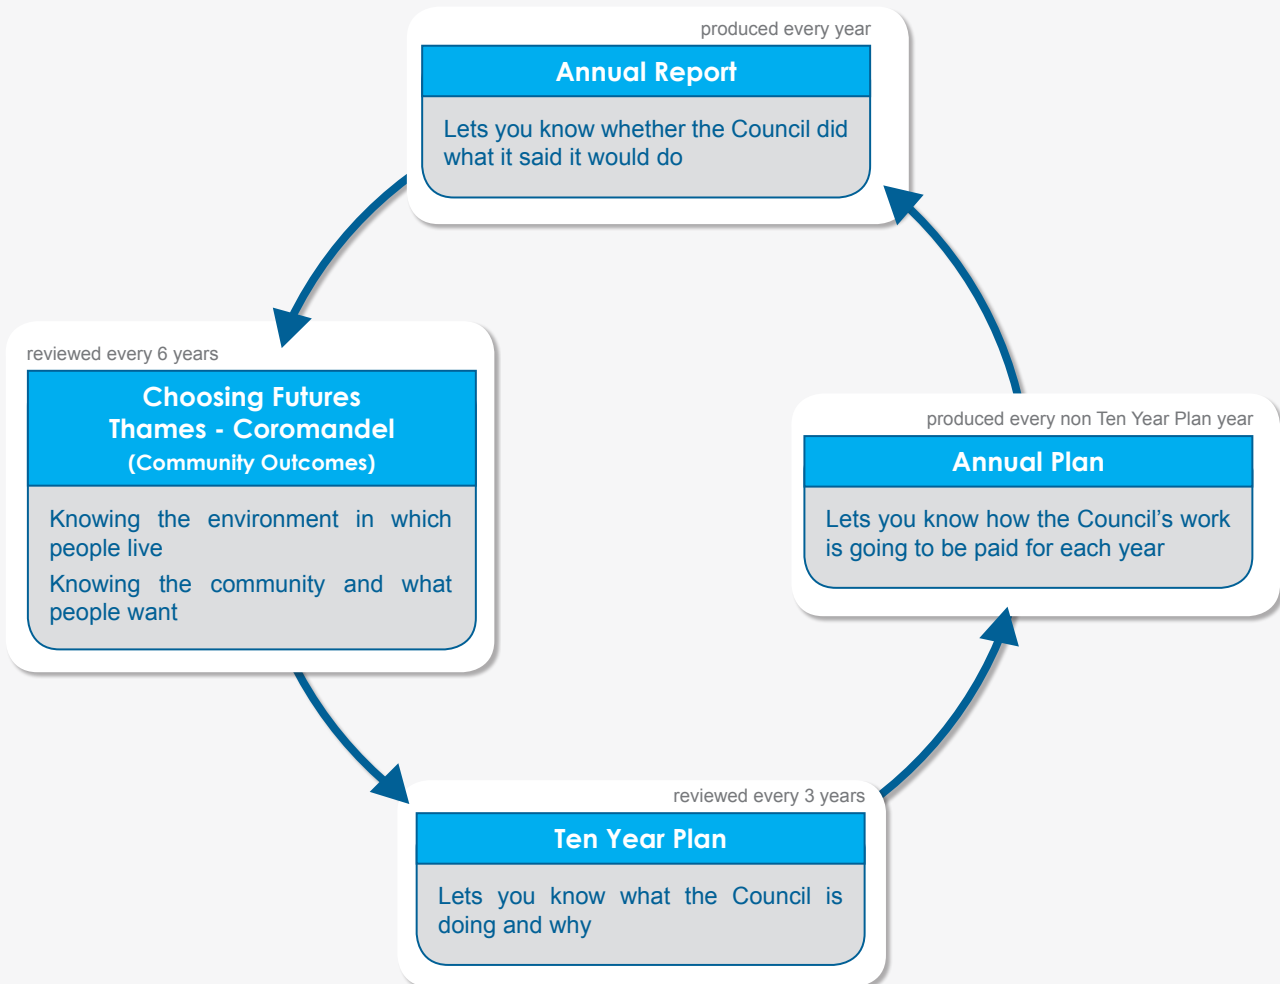 produced every year
Annual Report
Lets you know whether the Council did
what it said it would do
reviewed every 6 years
Choosing Futures
Thames - Coromandel
(Community Outcomes)
Knowing the environment in which
people live
Knowing the community and what
people want
produced every non Ten Year Plan year
Annual Plan
Lets you know how the Council's work
is going to be paid for each year
reviewed every 3 years
Ten Year Plan
Lets you know what the Council is
doing and why